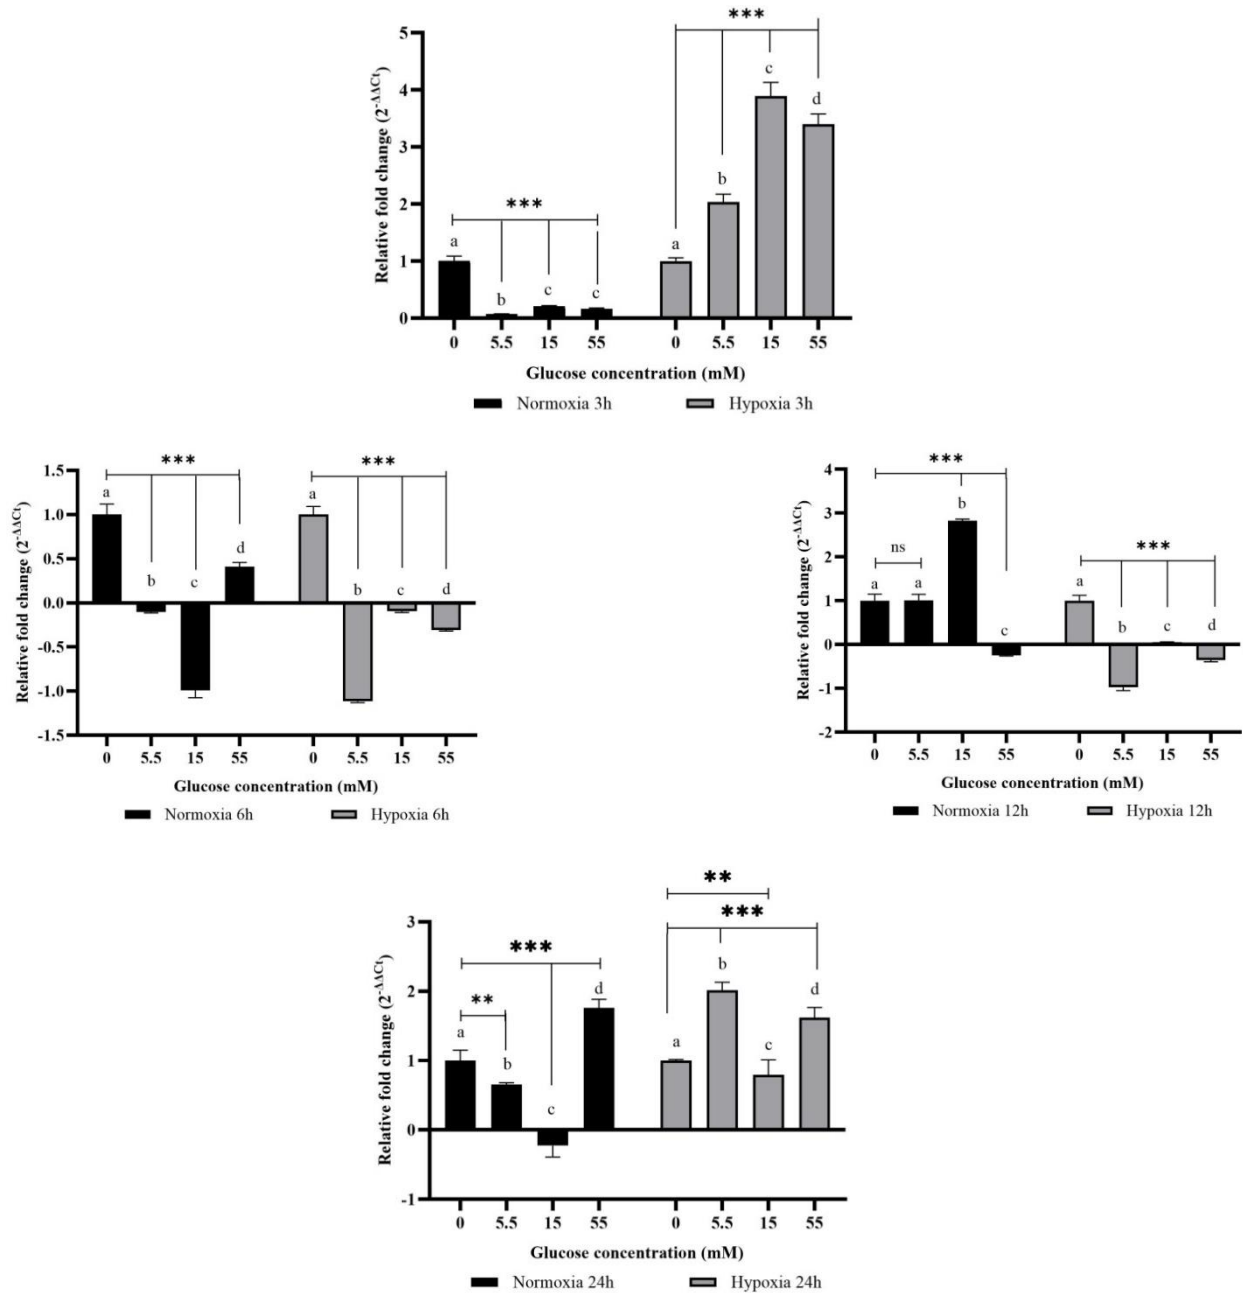 ***
5
4
3
2
1
0
Relative fold change (2^-ΔΔCt)
***
a
b
c
c
a
b
c
d
0 5.5 15 55 0 5.5 15 55
Glucose concentration (mM)
Normoxia 3h Hypoxia 3h
*** ***
1.5
1.0
0.5
0.0
-0.5
-1.0
-1.5
Relative fold change (2^-ΔΔCt)
a b c d a b c d
0 5.5 15 55 0 5.5 15 55
Glucose concentration (mM)
Normoxia 6h Hypoxia 6h
***
4
3
2
1
0
-1
-2
Relative fold change (2^-ΔΔCt)
ns
***
a a b c a b c d
0 5.5 15 55 0 5.5 15 55
Glucose concentration (mM)
Normoxia 12h Hypoxia 12h
**
***
***
**
3
2
1
0
-1
Relative fold change (2^-ΔΔCt)
a b c d a b c d
0 5.5 15 55 0 5.5 15 55
Glucose concentration (mM)
Normoxia 24h Hypoxia 24h